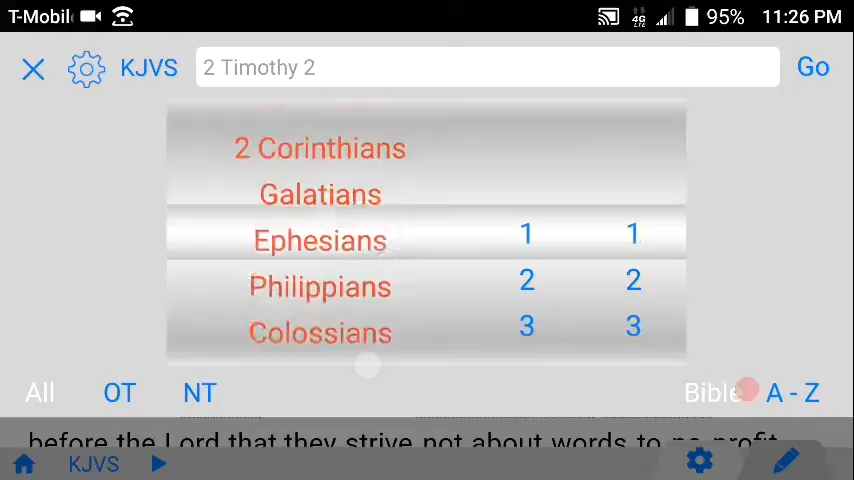 T-Mobil 4G LTE 95% 11:26 PM
KJVS 2 Timothy 2 Go
2 Corinthians
Galatians
Ephesians 1 1
Philippians 2 2
Colossians 3 3
All OT NT Bible A - Z
before the Lord that they strive not about words to no profit
KJVS